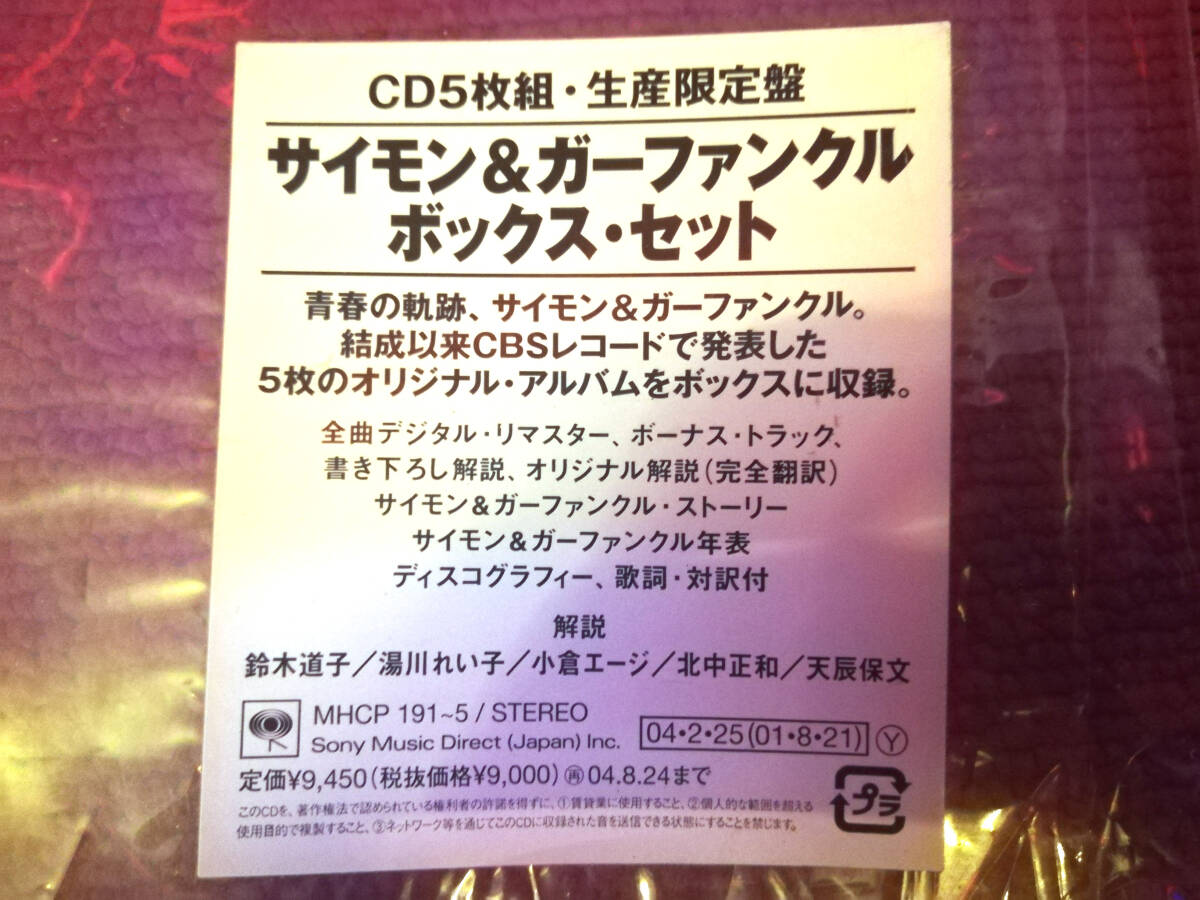 CD5枚組・生産限定盤
サイモン&ガーファンクル
ボックス・セット
青春の軌跡、サイモン&ガーファンクル。
結成以来CBSレコードで発表した
5枚のオリジナル・アルバムをボックスに収録。
全曲デジタル・リマスター、ボーナス・トラック、
書き下ろし解説、オリジナル解説(完全翻訳)
サイモン&ガーファンクル・ストーリー
サイモン&ガーファンクル年表
ディスコグラフィー、歌詞・対訳付
解説
鈴木道子/湯川れい子/小倉エージ/北中正和/天辰保文
MHCP 191~5 / STEREO
Sony Music Direct (Japan) Inc.
04・2・25(01・8・21) Ⓨ
定価¥9,450(税抜価格¥9,000) ㊞04.8.24まで
このCDを、著作権法で認められている権利者の許諾を得ずに、①賃貸業に使用すること、②個人的な範囲を超える
使用目的で複製すること、③ネットワーク等を通じてこのCDに収録された音を送信できる状態にすることを禁じます。
プラ